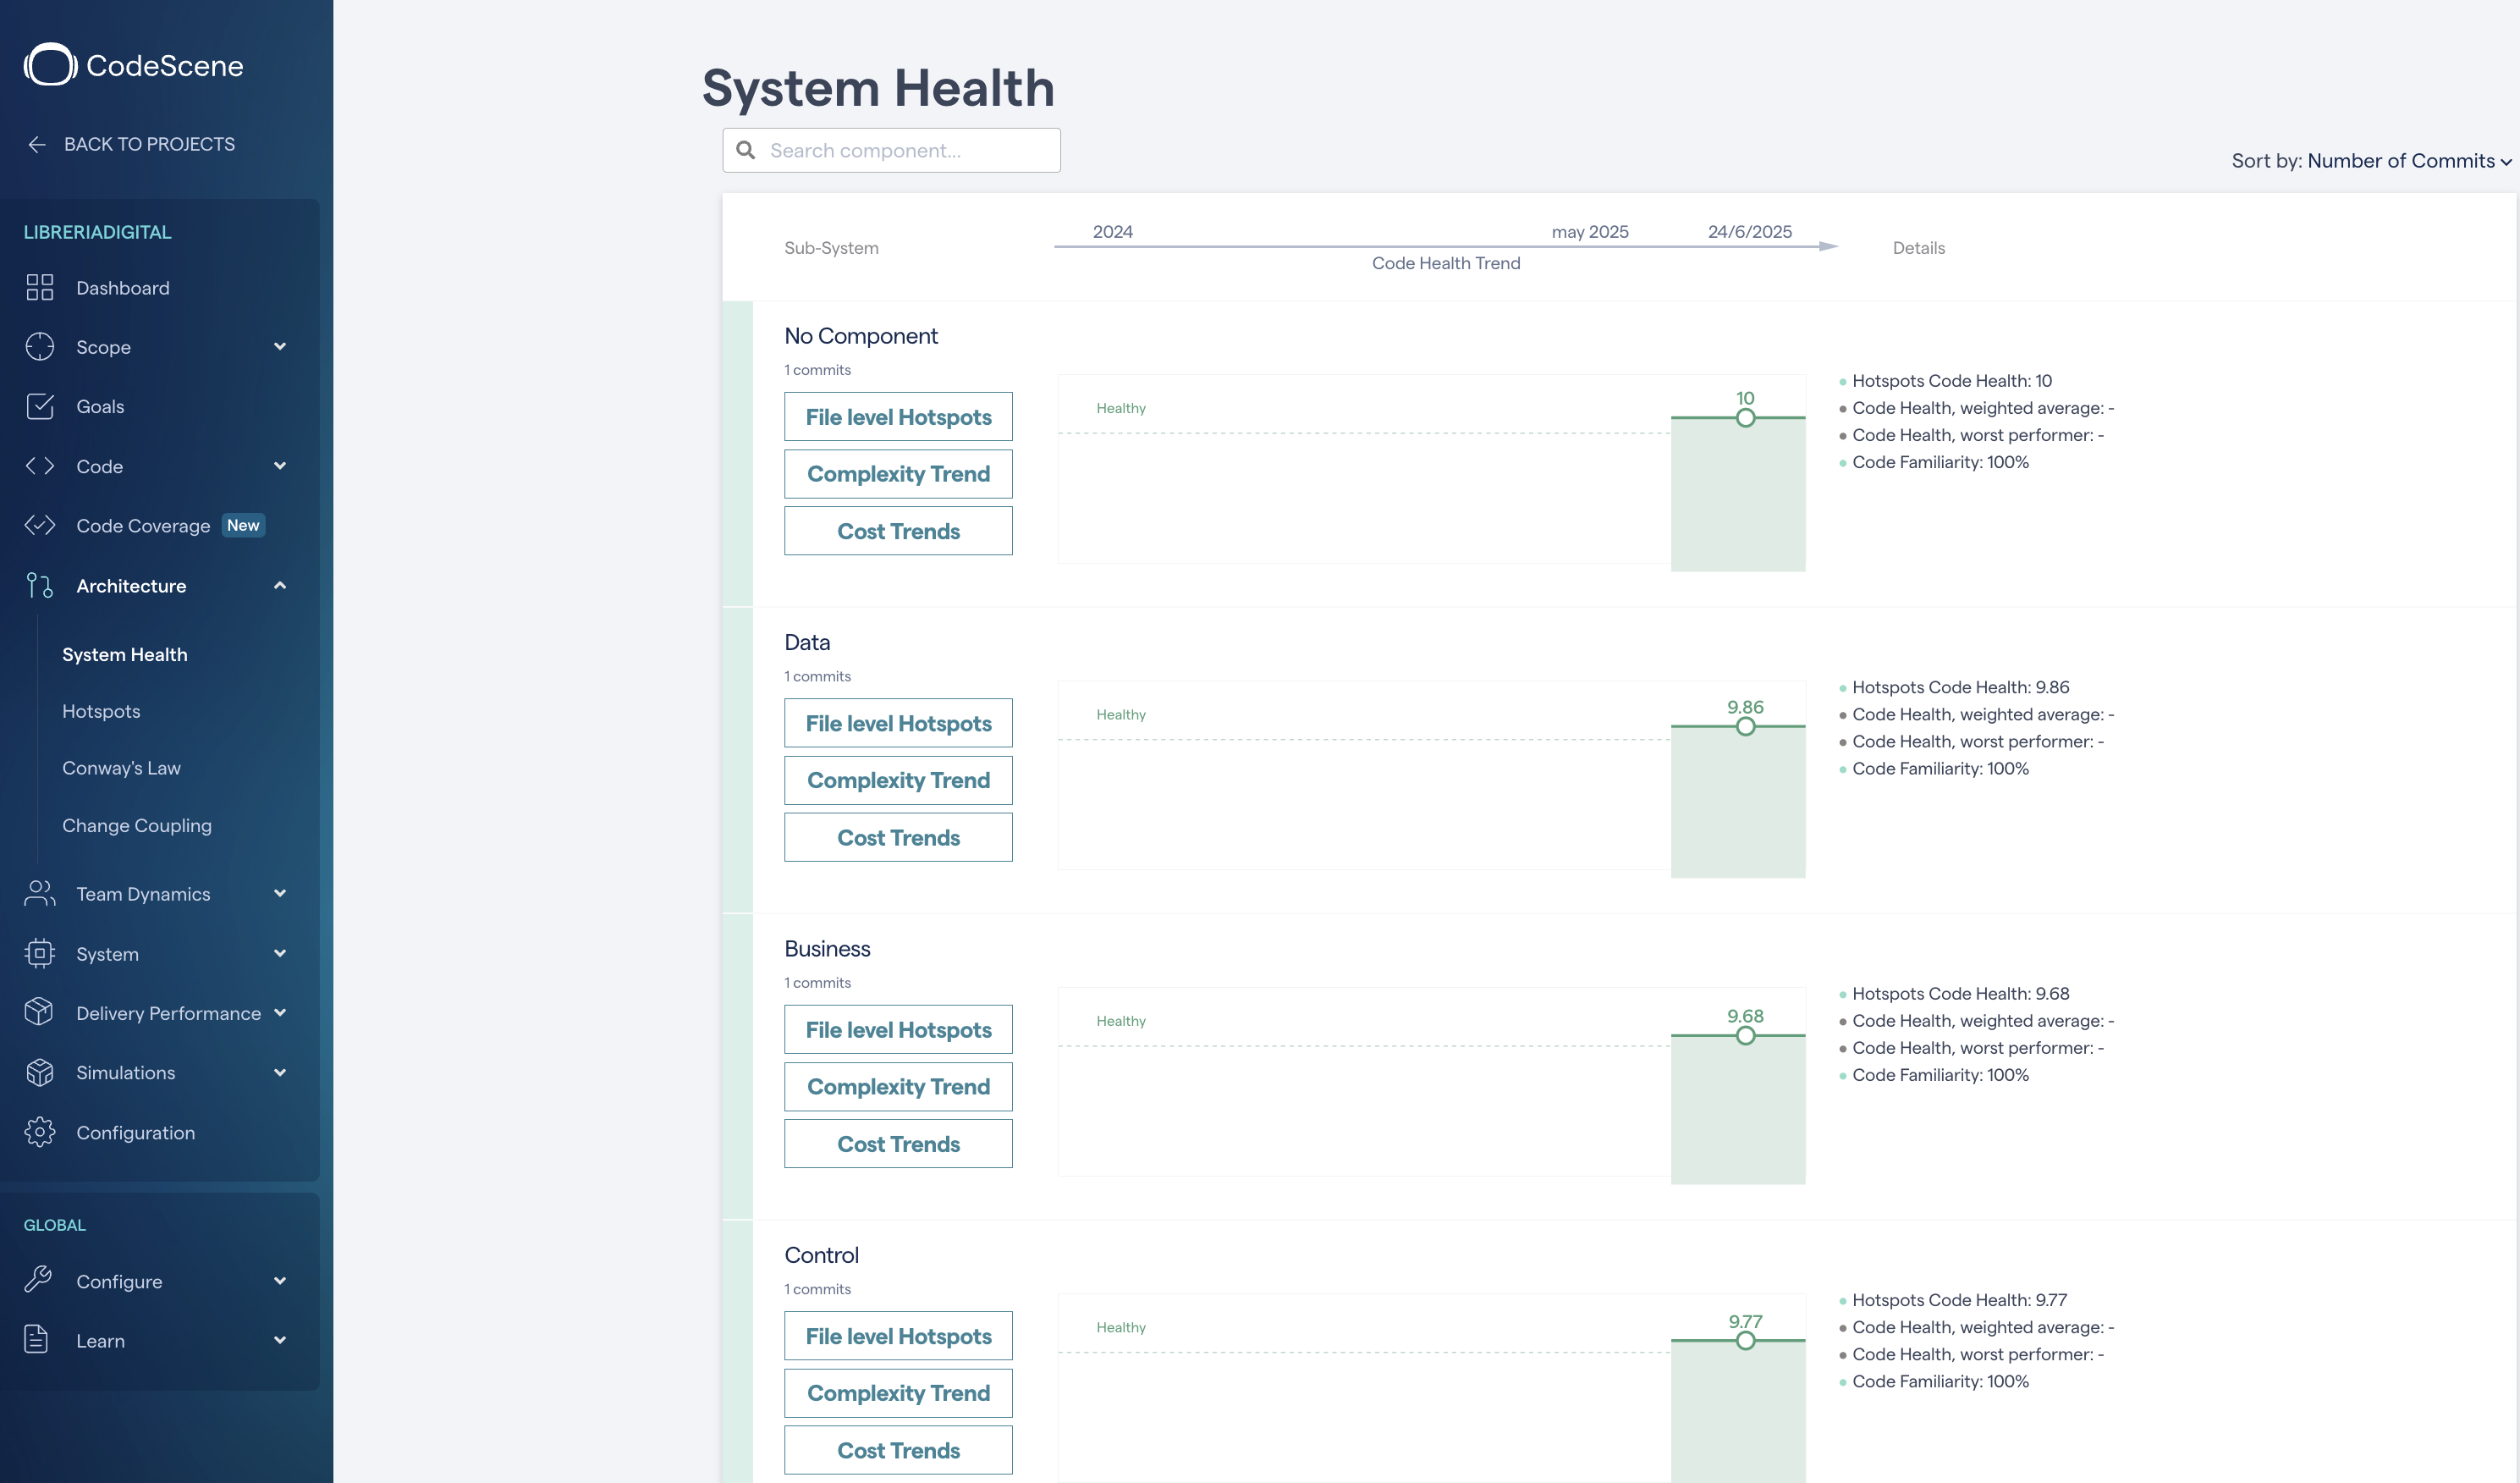 CodeScene
BACK TO PROJECTS
LIBRERIADIGITAL
Dashboard
Scope
Goals
Code
Code Coverage New
Architecture
System Health
Hotspots
Conway's Law
Change Coupling
Team Dynamics
System
Delivery Performance
Simulations
Configuration
GLOBAL
Configure
Learn
System Health
Search component...
Sort by: Number of Commits
Sub-System
2024 may 2025 24/6/2025
Code Health Trend
Details
No Component
1 commits
File level Hotspots
Complexity Trend
Cost Trends
Healthy
10
Hotspots Code Health: 10
Code Health, weighted average: -
Code Health, worst performer: -
Code Familiarity: 100%
Data
1 commits
File level Hotspots
Complexity Trend
Cost Trends
Healthy
9.86
Hotspots Code Health: 9.86
Code Health, weighted average: -
Code Health, worst performer: -
Code Familiarity: 100%
Business
1 commits
File level Hotspots
Complexity Trend
Cost Trends
Healthy
9.68
Hotspots Code Health: 9.68
Code Health, weighted average: -
Code Health, worst performer: -
Code Familiarity: 100%
Control
1 commits
File level Hotspots
Complexity Trend
Cost Trends
Healthy
9.77
Hotspots Code Health: 9.77
Code Health, weighted average: -
Code Health, worst performer: -
Code Familiarity: 100%